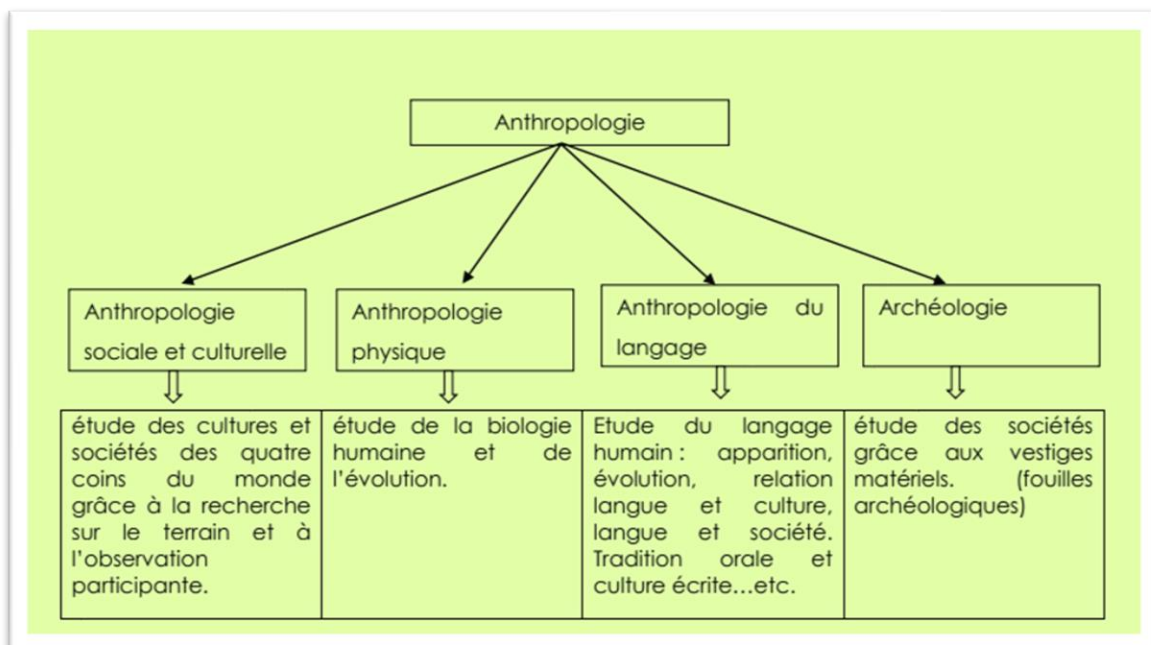 Anthropologie
Anthropologie
sociale et culturelle
Anthropologie
physique
Anthropologie du
langage
Archéologie
étude des cultures et
sociétés des quatre
coins du monde
grâce à la recherche
sur le terrain et à
l’observation
participante.
étude de la biologie
humaine et de
l’évolution.
Etude du langage
humain : apparition,
évolution, relation
langue et culture,
langue et société.
Tradition orale et
culture écrite…etc.
étude des sociétés
grâce aux vestiges
matériels. (fouilles
archéologiques)